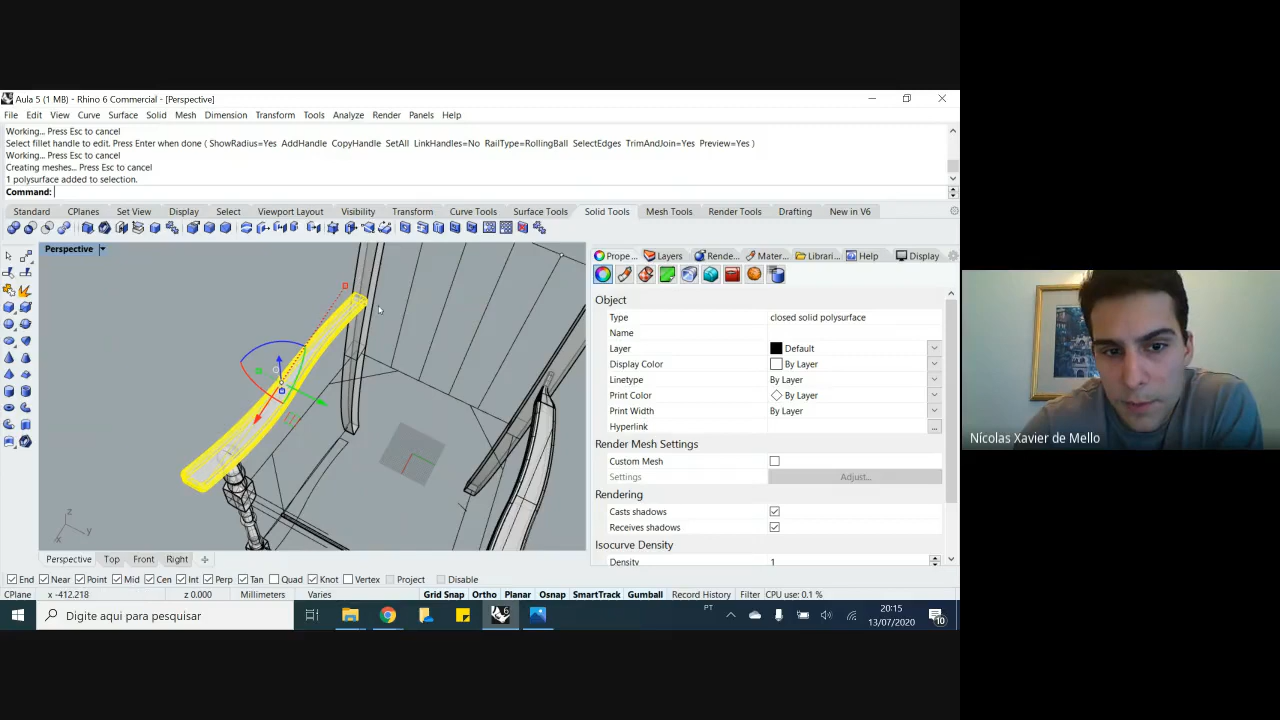 Aula 5 (1 MB) - Rhino 6 Commercial - [Perspective]
File Edit View Curve Surface Solid Mesh Dimension Transform Tools Analyze Render Panels Help
Working... Press Esc to cancel
Select fillet handle to edit. Press Enter when done ( ShowRadius=Yes AddHandle CopyHandle SetAll LinkHandles=No RailType=RollingBall SelectEdges TrimAndJoin=Yes Preview=Yes )
Working... Press Esc to cancel
Creating meshes... Press Esc to cancel
1 polysurface added to selection.
Command:
Standard CPlanes Set View Display Select Viewport Layout Visibility Transform Curve Tools Surface Tools Solid Tools Mesh Tools Render Tools Drafting New in V6
Perspective
Prope... Layers Rende... Mater... Librari... Help Display
Object
Type closed solid polysurface
Name
Layer Default
Display Color By Layer
Linetype By Layer
Print Color By Layer
Print Width By Layer
Hyperlink ...
Render Mesh Settings
Custom Mesh
Settings Adjust...
Rendering
Casts shadows
Receives shadows
Isocurve Density
Density 1
z
y
x
Perspective Top Front Right
End Near Point Mid Cen Int Perp Tan Quad Knot Vertex Project Disable
CPlane x -412.218 z 0.000 Millimeters Varies Grid Snap Ortho Planar Osnap SmartTrack Gumball Record History Filter CPU use: 0.1 %
Digite aqui para pesquisar
PT
20:15
13/07/2020
10
Nícolas Xavier de Mello